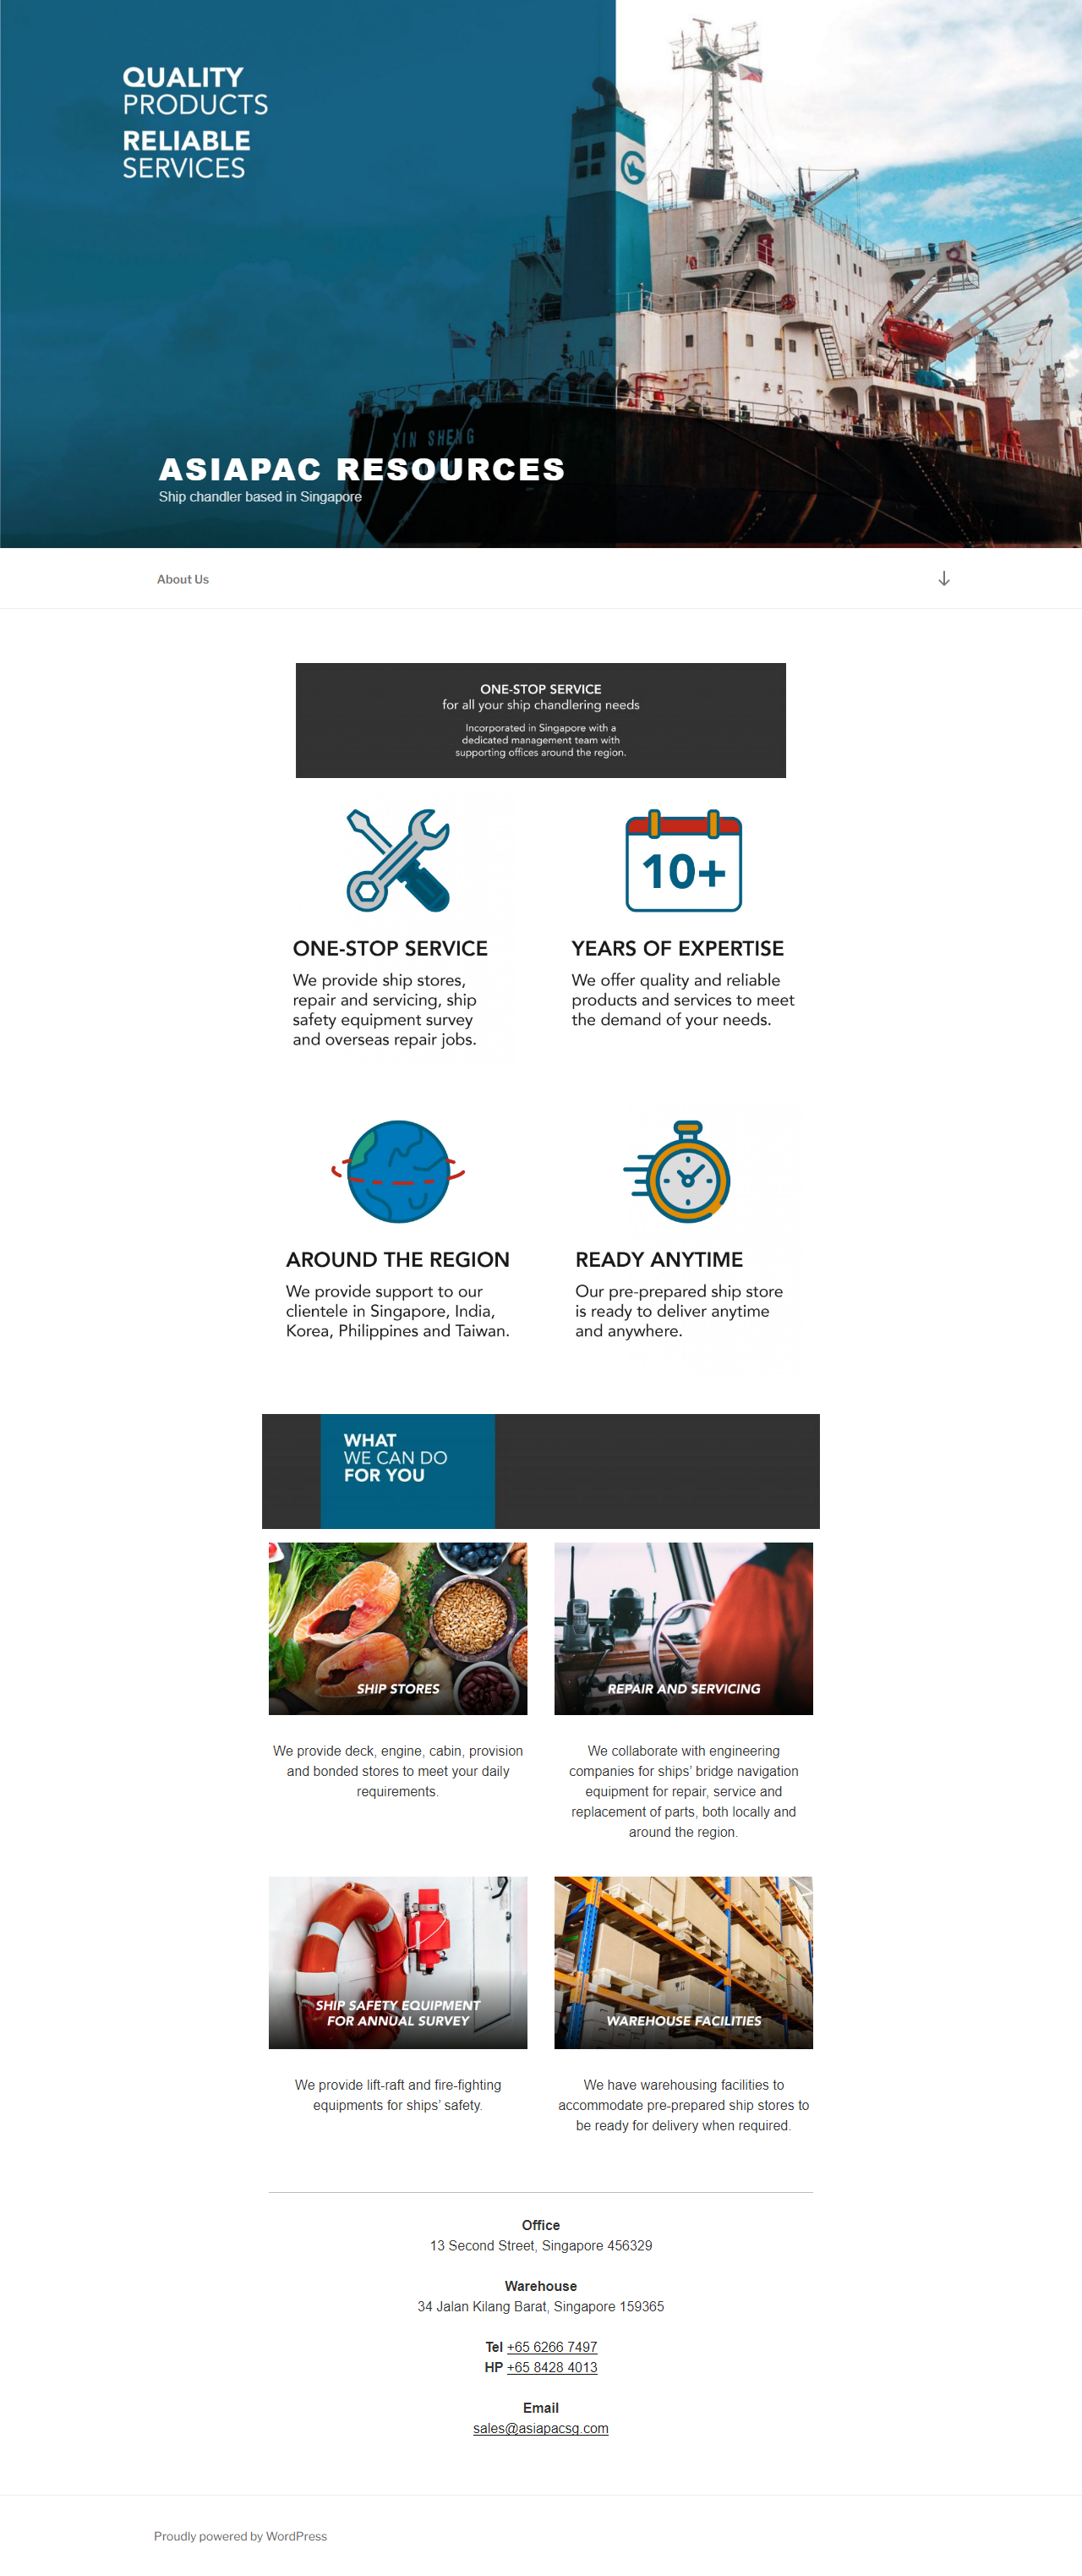 QUALITY
PRODUCTS
RELIABLE
SERVICES
XIN SHENG
ASIAPAC RESOURCES
Ship chandler based in Singapore
About Us
ONE-STOP SERVICE
for all your ship chandlering needs
Incorporated in Singapore with a
dedicated management team with
supporting offices around the region.
10+
ONE-STOP SERVICE
We provide ship stores,
repair and servicing, ship
safety equipment survey
and overseas repair jobs.
YEARS OF EXPERTISE
We offer quality and reliable
products and services to meet
the demand of your needs.
AROUND THE REGION
We provide support to our
clientele in Singapore, India,
Korea, Philippines and Taiwan.
READY ANYTIME
Our pre-prepared ship store
is ready to deliver anytime
and anywhere.
WHAT
WE CAN DO
FOR YOU
SHIP STORES
We provide deck, engine, cabin, provision
and bonded stores to meet your daily
requirements.
REPAIR AND SERVICING
We collaborate with engineering
companies for ships’ bridge navigation
equipment for repair, service and
replacement of parts, both locally and
around the region.
SHIP SAFETY EQUIPMENT
FOR ANNUAL SURVEY
We provide lift-raft and fire-fighting
equipments for ships’ safety.
WAREHOUSE FACILITIES
We have warehousing facilities to
accommodate pre-prepared ship stores to
be ready for delivery when required.
Office
13 Second Street, Singapore 456329
Warehouse
34 Jalan Kilang Barat, Singapore 159365
Tel +65 6266 7497
HP +65 8428 4013
Email
sales@asiapacsg.com
Proudly powered by WordPress